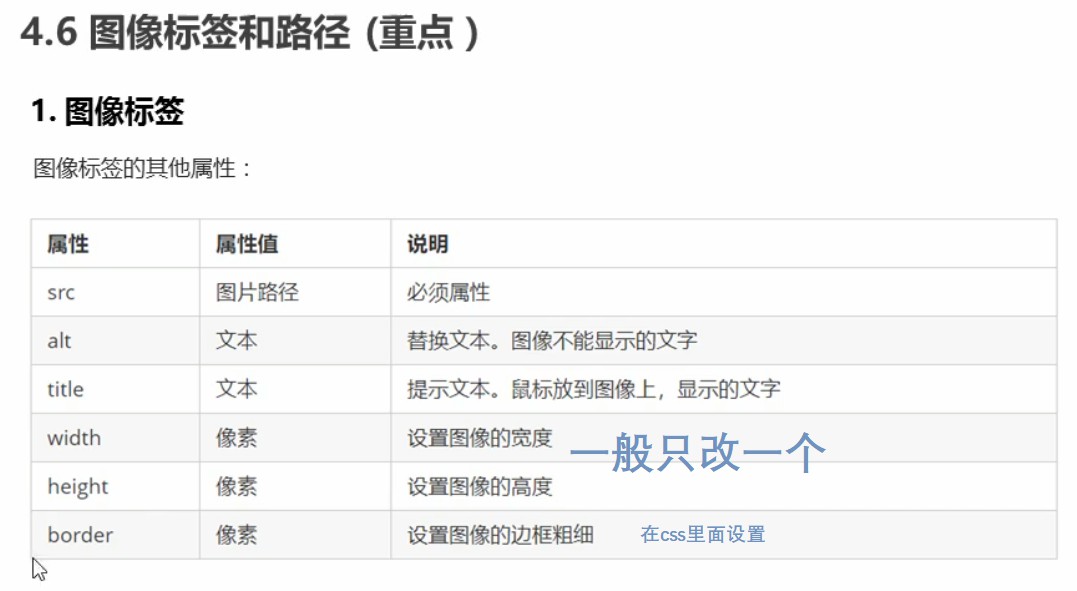 4.6 图像标签和路径 (重点 )
1. 图像标签
图像标签的其他属性：
属性 属性值 说明
src 图片路径 必须属性
alt 文本 替换文本。图像不能显示的文字
title 文本 提示文本。鼠标放到图像上，显示的文字
width 像素 设置图像的宽度
一般只改一个
height 像素 设置图像的高度
border 像素 设置图像的边框粗细 在css里面设置